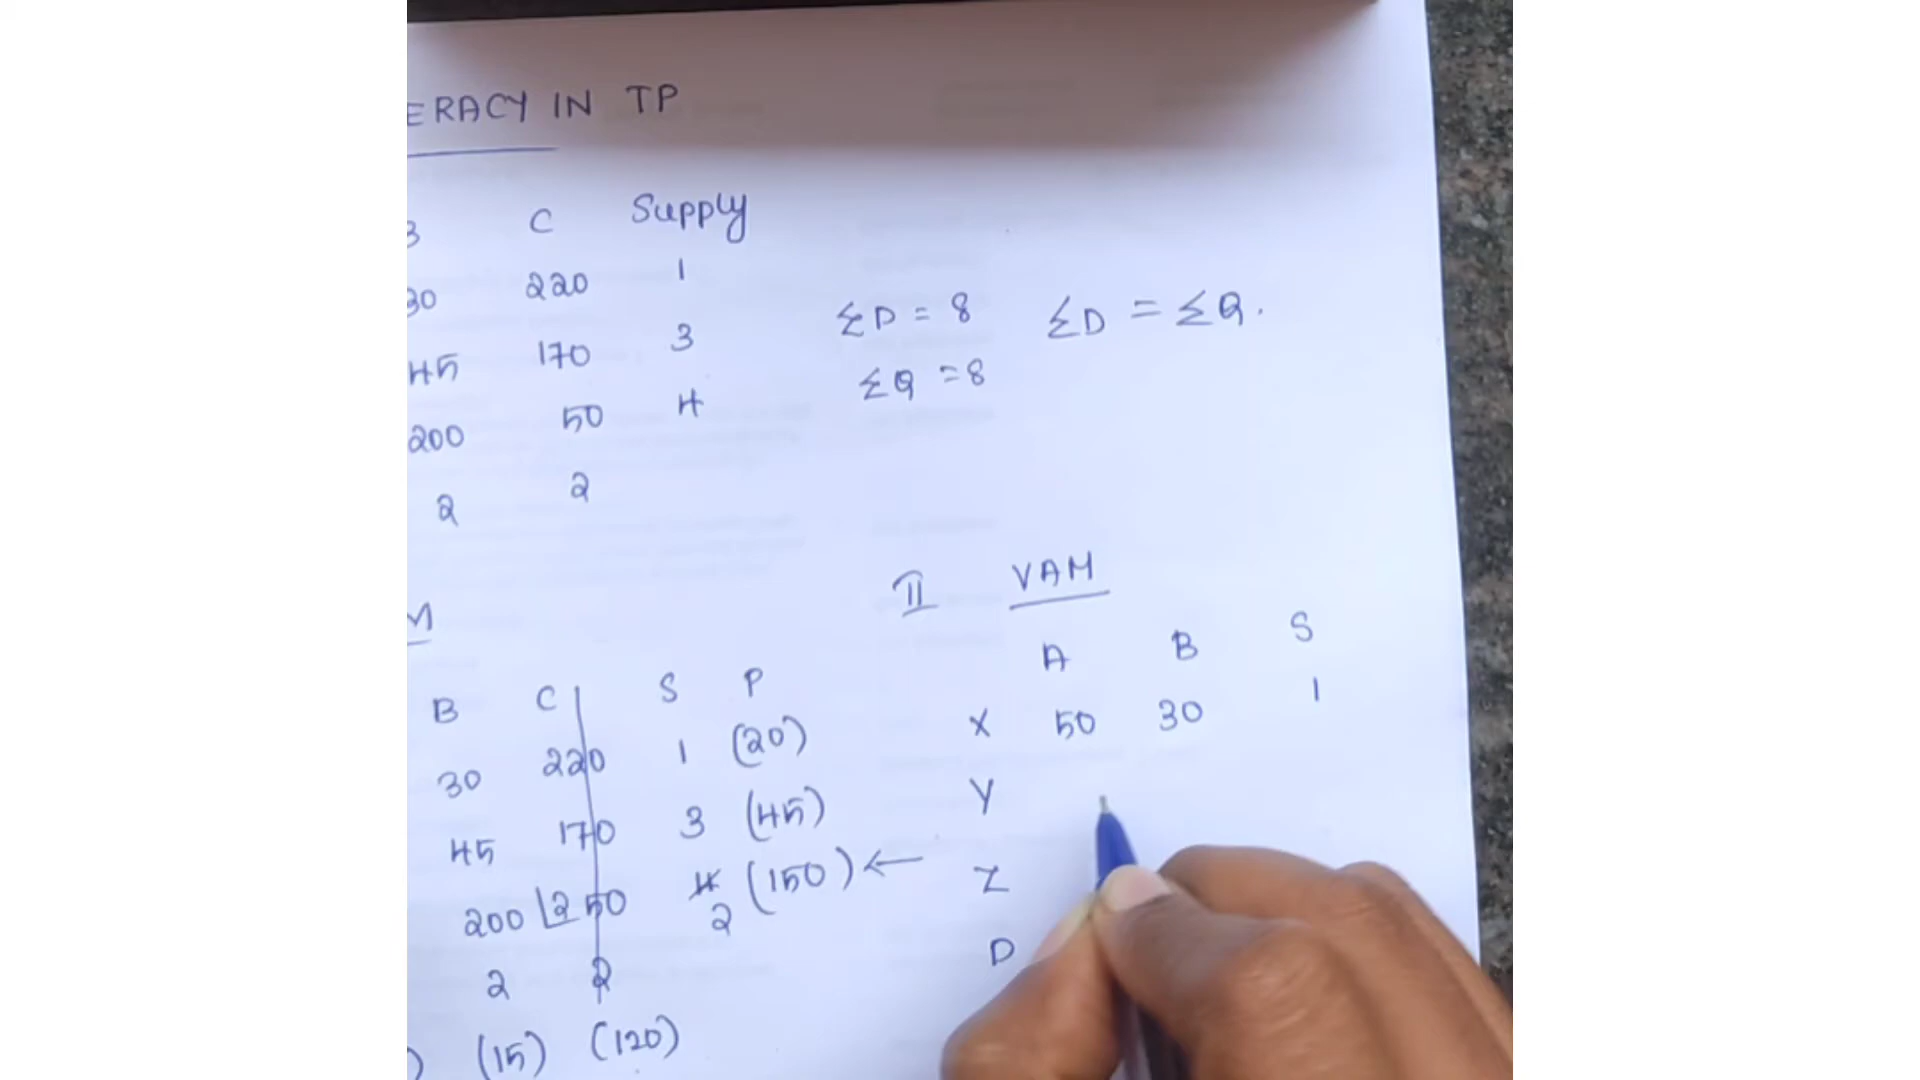 ERACY IN TP
B C Supply
30 220 1
45 170 3
200 50 4
2 2
ΣD = 8 ΣD = ΣQ.
ΣQ = 8
M
B C S P
30 220 1 (20)
45 170 3 (45)
200 2 50 4 (150) ←
2
2 2
) (15) (120)
II VAM
A B S
X 50 30 1
Y
Z
D